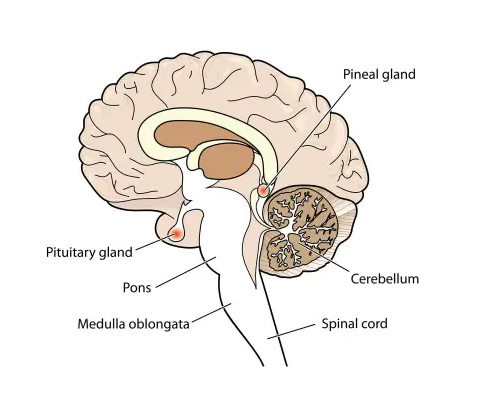 Pineal gland
Pituitary gland
Cerebellum
Pons
Medulla oblongata
Spinal cord